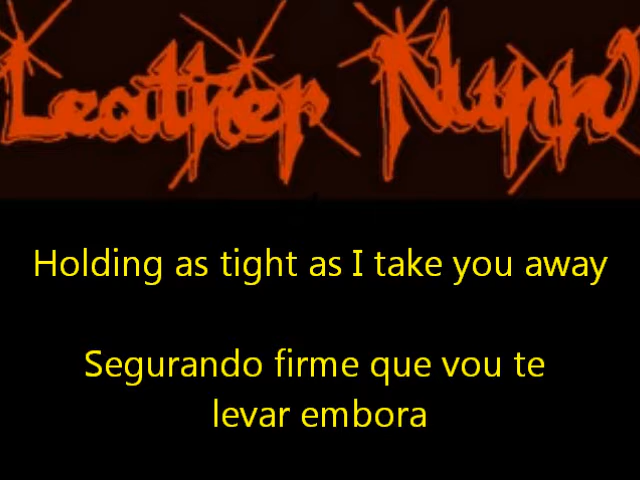 Leather Nunn
Holding as tight as I take you away
Segurando firme que vou te
levar embora